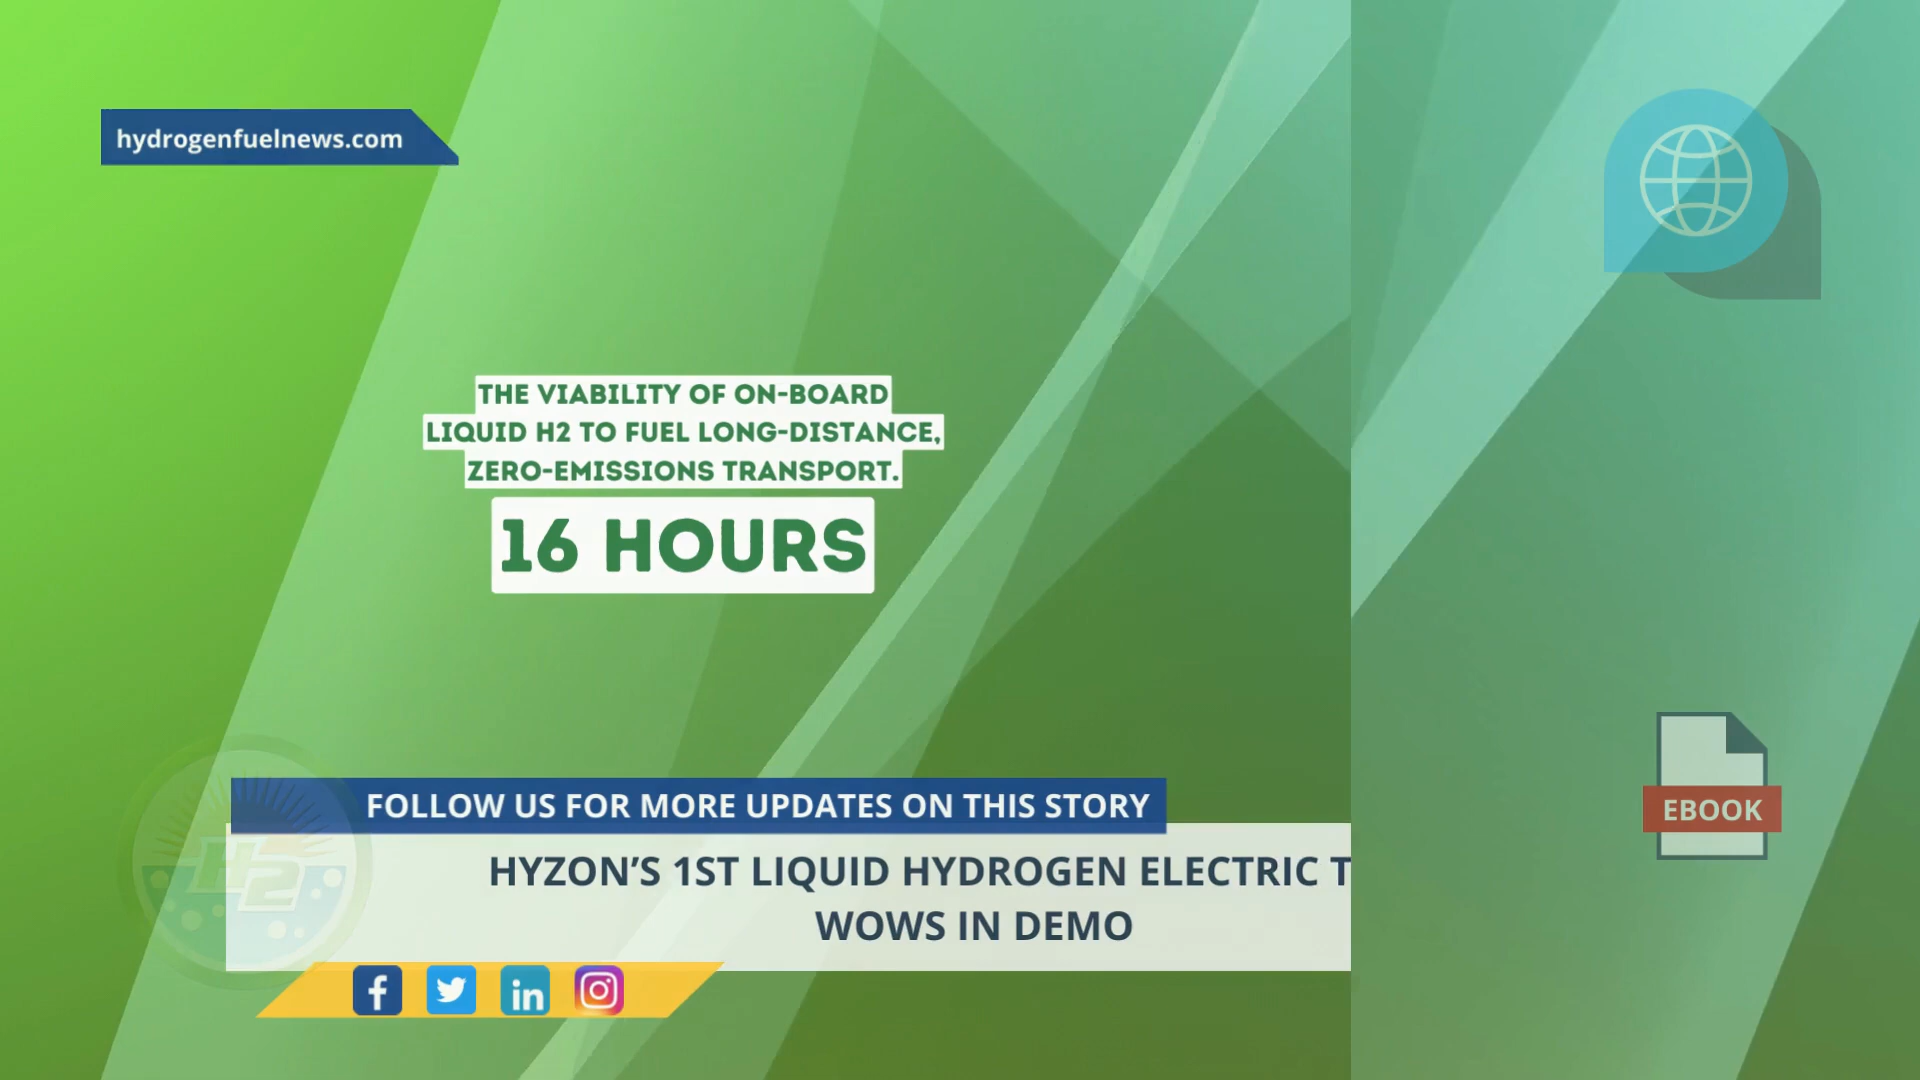 hydrogenfuelnews.com
THE VIABILITY OF ON-BOARD
LIQUID H2 TO FUEL LONG-DISTANCE,
ZERO-EMISSIONS TRANSPORT.
16 HOURS
FOLLOW US FOR MORE UPDATES ON THIS STORY
HYZON’S 1ST LIQUID HYDROGEN ELECTRIC T
WOWS IN DEMO
H2
EBOOK